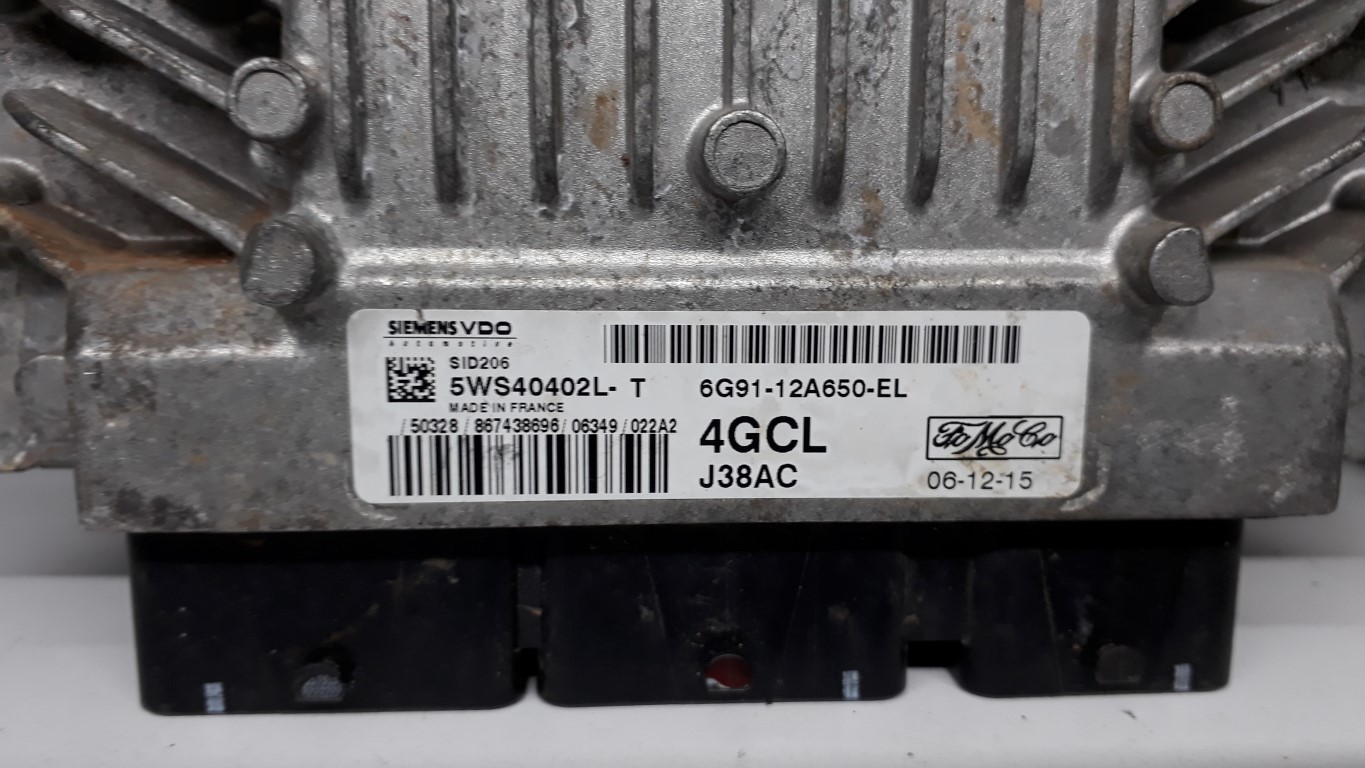 SIEMENS VDO
Automotive
SID206
5WS40402L- T 6G91-12A650-EL
MADE IN FRANCE
/ 50328 / 867438696 / 06349 / 022A2
4GCL
J38AC
FoMoCo
06-12-15